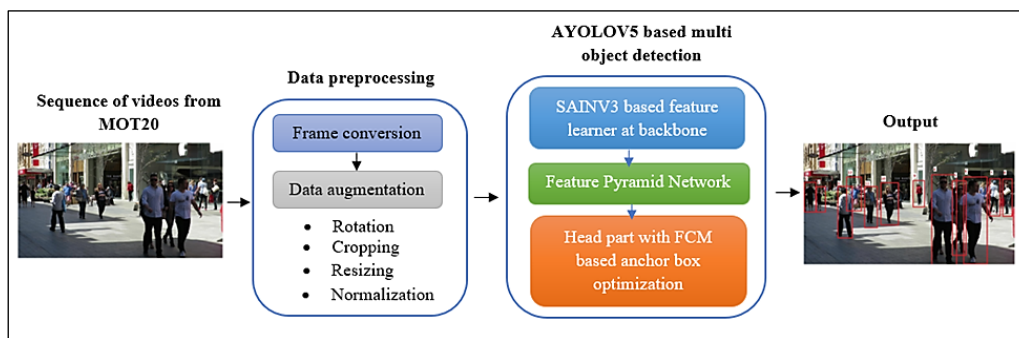 Sequence of videos from
MOT20
Data preprocessing
Frame conversion
Data augmentation
• Rotation
• Cropping
• Resizing
• Normalization
AYOLOV5 based multi
object detection
SAINV3 based feature
learner at backbone
Feature Pyramid Network
Head part with FCM
based anchor box
optimization
Output